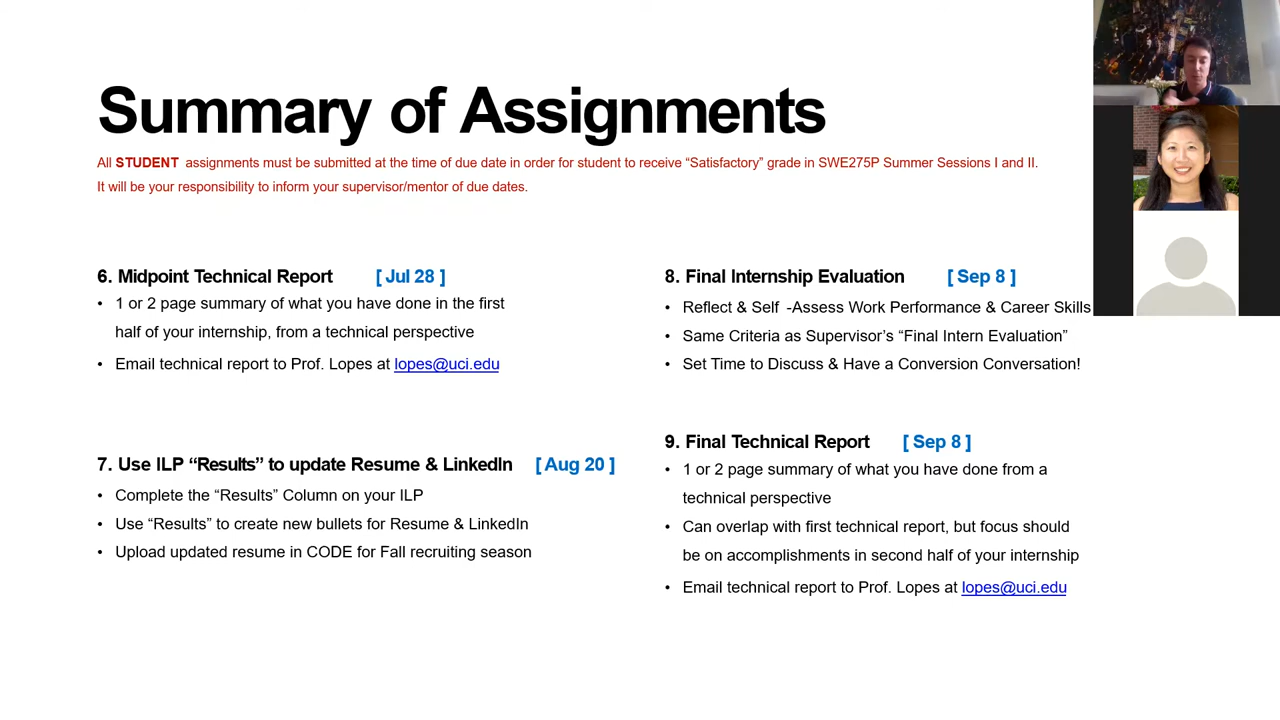 Summary of Assignments
All STUDENT assignments must be submitted at the time of due date in order for student to receive “Satisfactory” grade in SWE275P Summer Sessions I and II.
It will be your responsibility to inform your supervisor/mentor of due dates.
6. Midpoint Technical Report [ Jul 28 ]
• 1 or 2 page summary of what you have done in the first
half of your internship, from a technical perspective
• Email technical report to Prof. Lopes at lopes@uci.edu
7. Use ILP “Results” to update Resume & LinkedIn [ Aug 20 ]
• Complete the “Results” Column on your ILP
• Use “Results” to create new bullets for Resume & LinkedIn
• Upload updated resume in CODE for Fall recruiting season
8. Final Internship Evaluation [ Sep 8 ]
• Reflect & Self -Assess Work Performance & Career Skills
• Same Criteria as Supervisor’s “Final Intern Evaluation”
• Set Time to Discuss & Have a Conversion Conversation!
9. Final Technical Report [ Sep 8 ]
• 1 or 2 page summary of what you have done from a
technical perspective
• Can overlap with first technical report, but focus should
be on accomplishments in second half of your internship
• Email technical report to Prof. Lopes at lopes@uci.edu